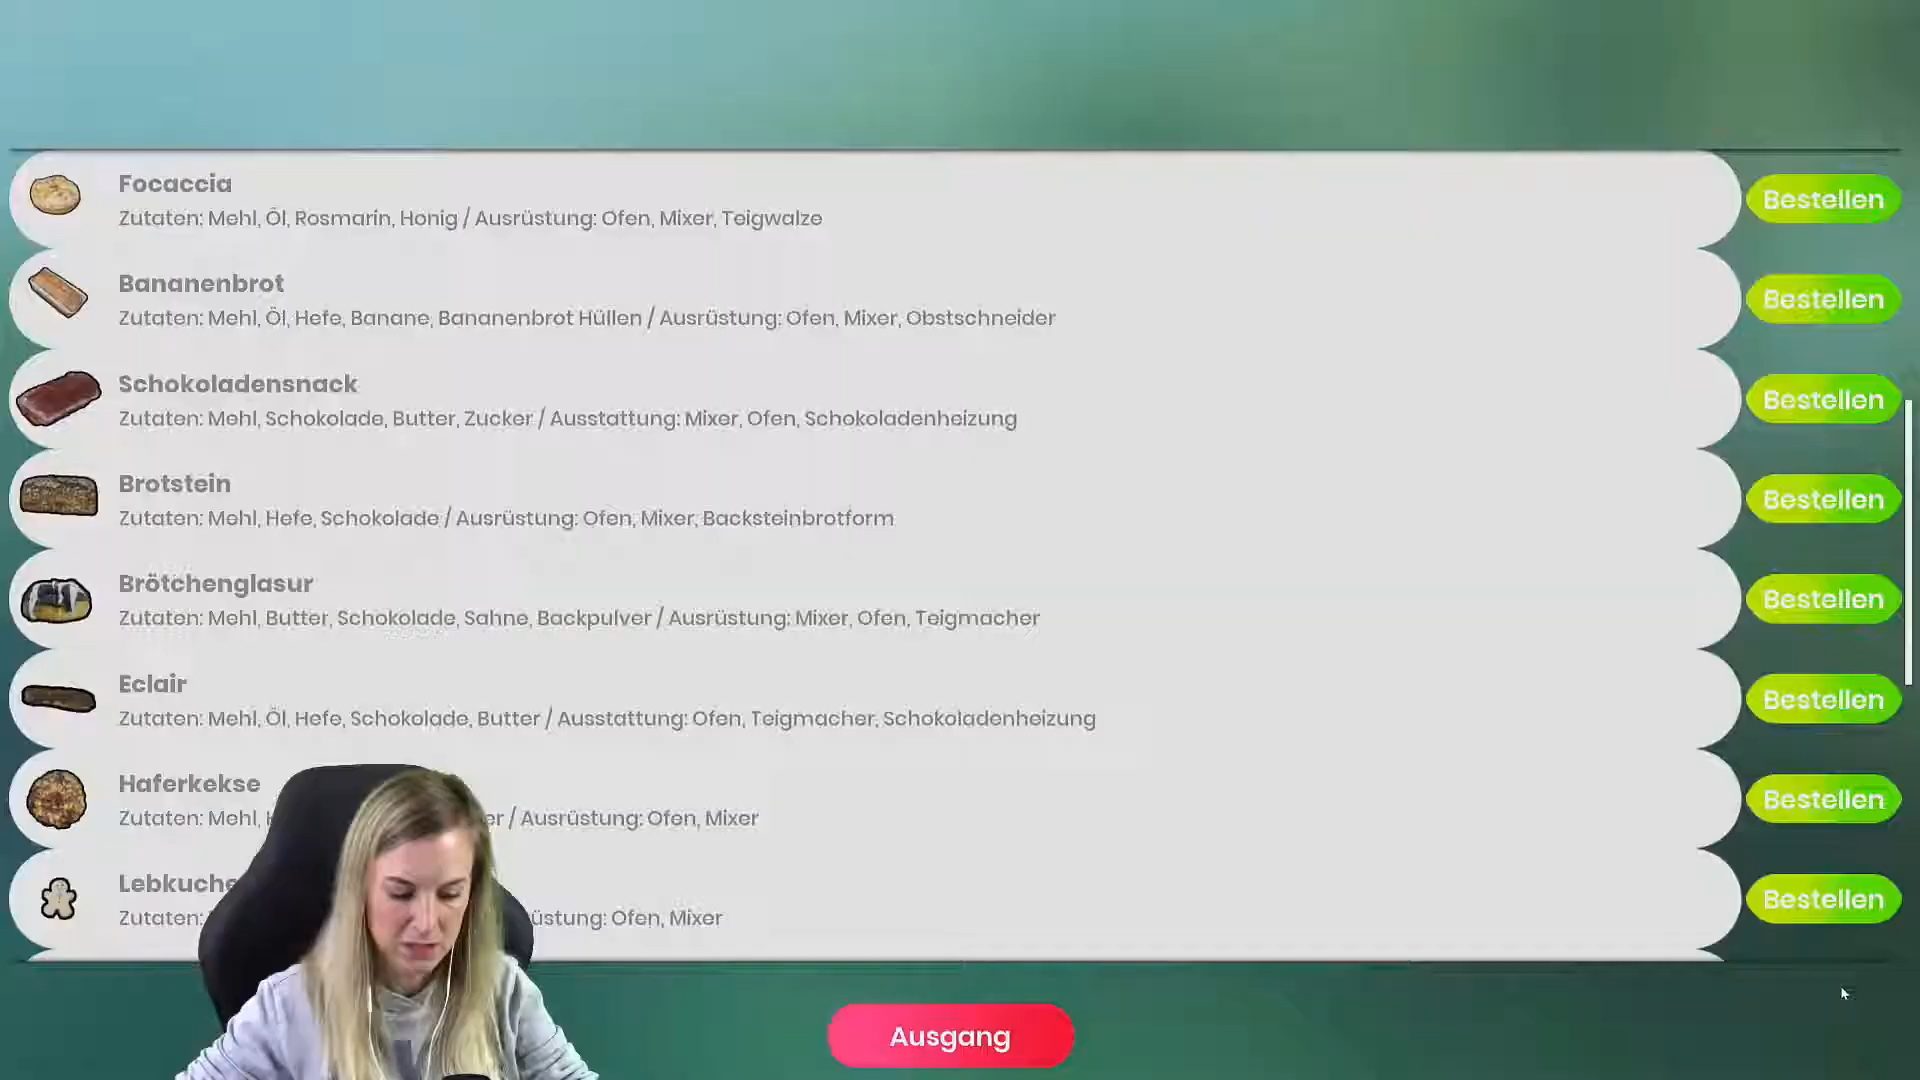 Focaccia
Zutaten: Mehl, Öl, Rosmarin, Honig / Ausrüstung: Ofen, Mixer, Teigwalze
Bestellen
Bananenbrot
Zutaten: Mehl, Öl, Hefe, Banane, Bananenbrot Hüllen / Ausrüstung: Ofen, Mixer, Obstschneider
Bestellen
Schokoladensnack
Zutaten: Mehl, Schokolade, Butter, Zucker / Ausstattung: Mixer, Ofen, Schokoladenheizung
Bestellen
Brotstein
Zutaten: Mehl, Hefe, Schokolade / Ausrüstung: Ofen, Mixer, Backsteinbrotform
Bestellen
Brötchenglasur
Zutaten: Mehl, Butter, Schokolade, Sahne, Backpulver / Ausrüstung: Mixer, Ofen, Teigmacher
Bestellen
Eclair
Zutaten: Mehl, Öl, Hefe, Schokolade, Butter / Ausstattung: Ofen, Teigmacher, Schokoladenheizung
Bestellen
Haferkekse
Zutaten: Mehl, / Ausrüstung: Ofen, Mixer
Bestellen
Lebkuche
Zutaten: üstung: Ofen, Mixer
Bestellen
Ausgang